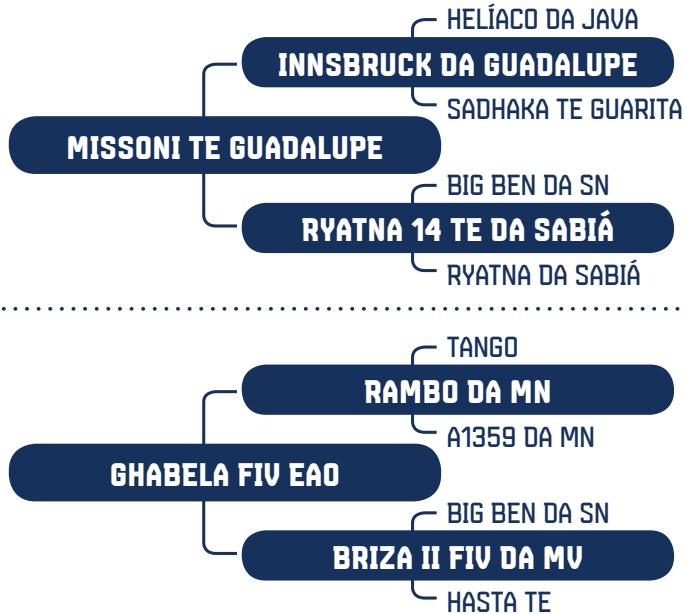 HELÍACO DA JAVA
INNSBRUCK DA GUADALUPE
SADHAKA TE GUARITA
MISSONI TE GUADALUPE
BIG BEN DA SN
RYATNA 14 TE DA SABIÁ
RYATNA DA SABIÁ
TANGO
RAMBO DA MN
A1359 DA MN
GHABELA FIV EAO
BIG BEN DA SN
BRIZA II FIV DA MV
HASTA TE